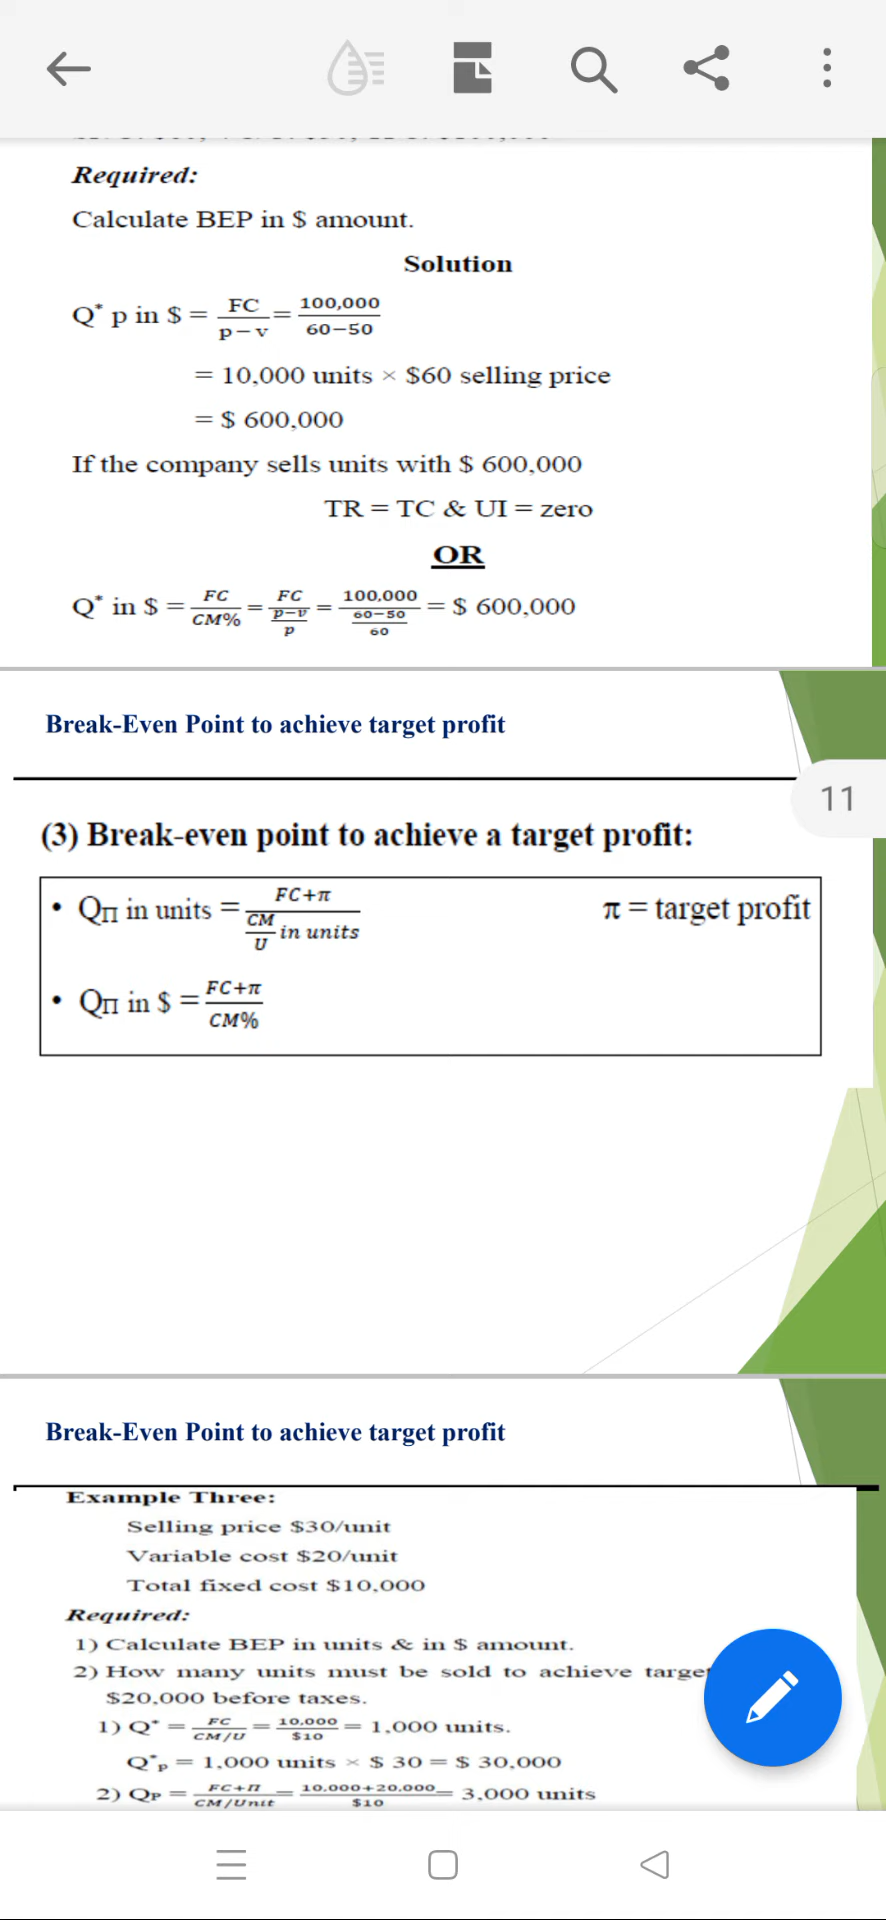 Required:
Calculate BEP in $ amount.
Solution
Q* p in $ = FC/p−v = 100,000/60−50
= 10,000 units × $60 selling price
= $ 600,000
If the company sells units with $ 600,000
TR = TC & UI = zero
OR
Q* in $ = FC/CM% = FC/((p−v)/p) = 100,000/((60−50)/60) = $ 600,000
Break-Even Point to achieve target profit
11
(3) Break-even point to achieve a target profit:
• QΠ in units = FC+π/(CM/U in units) π = target profit
• QΠ in $ = FC+π/CM%
Break-Even Point to achieve target profit
Example Three:
Selling price $30/unit
Variable cost $20/unit
Total fixed cost $10,000
Required:
1) Calculate BEP in units & in $ amount.
2) How many units must be sold to achieve target
$20,000 before taxes.
1) Q* = FC/CM/U = 10,000/$10 = 1,000 units.
Q*p = 1,000 units × $ 30 = $ 30,000
2) QP = FC+Π/CM/Unit = 10,000+20,000/$10 = 3,000 units